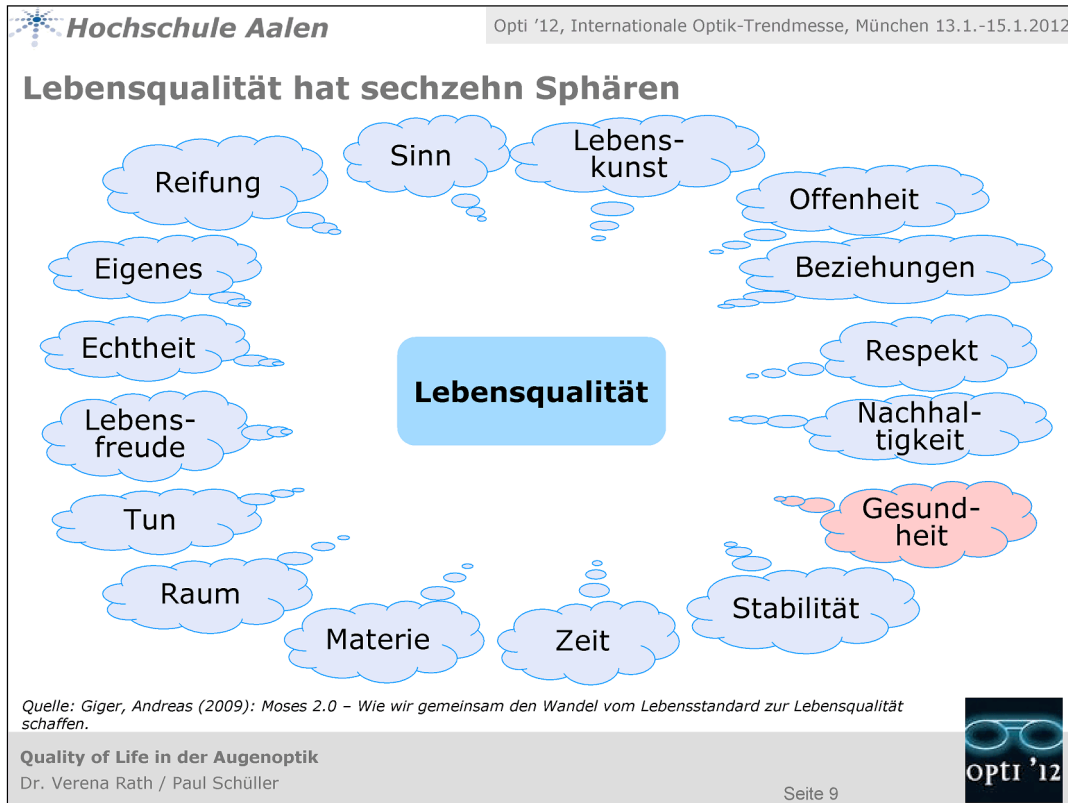 Hochschule Aalen
Opti ’12, Internationale Optik-Trendmesse, München 13.1.-15.1.2012
Lebensqualität hat sechzehn Sphären
Sinn
Lebens-
kunst
Reifung
Offenheit
Eigenes
Beziehungen
Echtheit
Respekt
Lebensqualität
Lebens-
freude
Nachhal-
tigkeit
Tun
Gesund-
heit
Raum
Stabilität
Materie
Zeit
Quelle: Giger, Andreas (2009): Moses 2.0 – Wie wir gemeinsam den Wandel vom Lebensstandard zur Lebensqualität
schaffen.
Quality of Life in der Augenoptik
Dr. Verena Rath / Paul Schüller
Seite 9
OPTI ’12